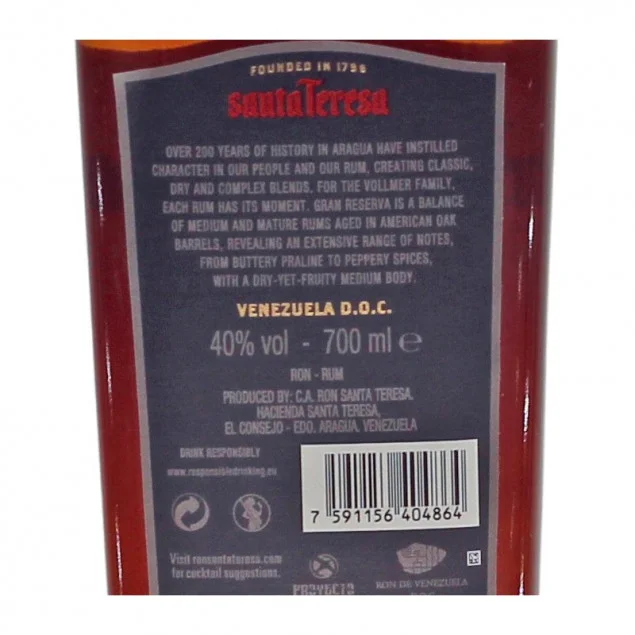 FOUNDED IN 1796
santa Teresa
OVER 200 YEARS OF HISTORY IN ARAGUA HAVE INSTILLED
CHARACTER IN OUR PEOPLE AND OUR RUM, CREATING CLASSIC,
DRY AND COMPLEX BLENDS. FOR THE VOLLMER FAMILY,
EACH RUM HAS ITS MOMENT. GRAN RESERVA IS A BALANCE
OF MEDIUM AND MATURE RUMS AGED IN AMERICAN OAK
BARRELS, REVEALING AN EXTENSIVE RANGE OF NOTES,
FROM BUTTERY PRALINE TO PEPPERY SPICES,
WITH A DRY-YET-FRUITY MEDIUM BODY.
VENEZUELA D.O.C.
40% vol - 700 ml e
RON - RUM
PRODUCED BY: C.A. RON SANTA TERESA.
HACIENDA SANTA TERESA,
EL CONSEJO - EDO. ARAGUA, VENEZUELA
DRINK RESPONSIBLY
www.responsibledrinking.eu
7 591156 404864
Visit ronsantateresa.com
for cocktail suggestions.
PROYECTO
RON DE VENEZUELA